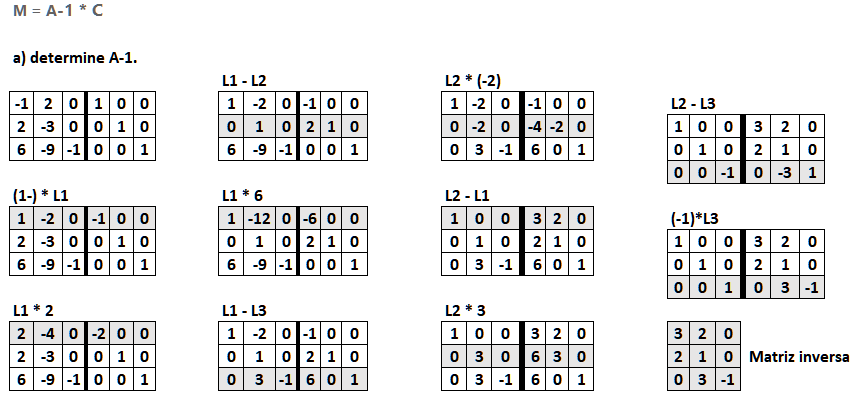 M = A-1 * C
a) determine A-1.
-1 2 0 1 0 0
2 -3 0 0 1 0
6 -9 -1 0 0 1
(1-) * L1
1 -2 0 -1 0 0
2 -3 0 0 1 0
6 -9 -1 0 0 1
L1 * 2
2 -4 0 -2 0 0
2 -3 0 0 1 0
6 -9 -1 0 0 1
L1 - L2
1 -2 0 -1 0 0
0 1 0 2 1 0
6 -9 -1 0 0 1
L1 * 6
1 -12 0 -6 0 0
0 1 0 2 1 0
6 -9 -1 0 0 1
L1 - L3
1 -2 0 -1 0 0
0 1 0 2 1 0
0 3 -1 6 0 1
L2 * (-2)
1 -2 0 -1 0 0
0 -2 0 -4 -2 0
0 3 -1 6 0 1
L2 - L1
1 0 0 3 2 0
0 1 0 2 1 0
0 3 -1 6 0 1
L2 * 3
1 0 0 3 2 0
0 3 0 6 3 0
0 3 -1 6 0 1
L2 - L3
1 0 0 3 2 0
0 1 0 2 1 0
0 0 -1 0 -3 1
(-1)*L3
1 0 0 3 2 0
0 1 0 2 1 0
0 0 1 0 3 -1
3 2 0
2 1 0
0 3 -1
Matriz inversa